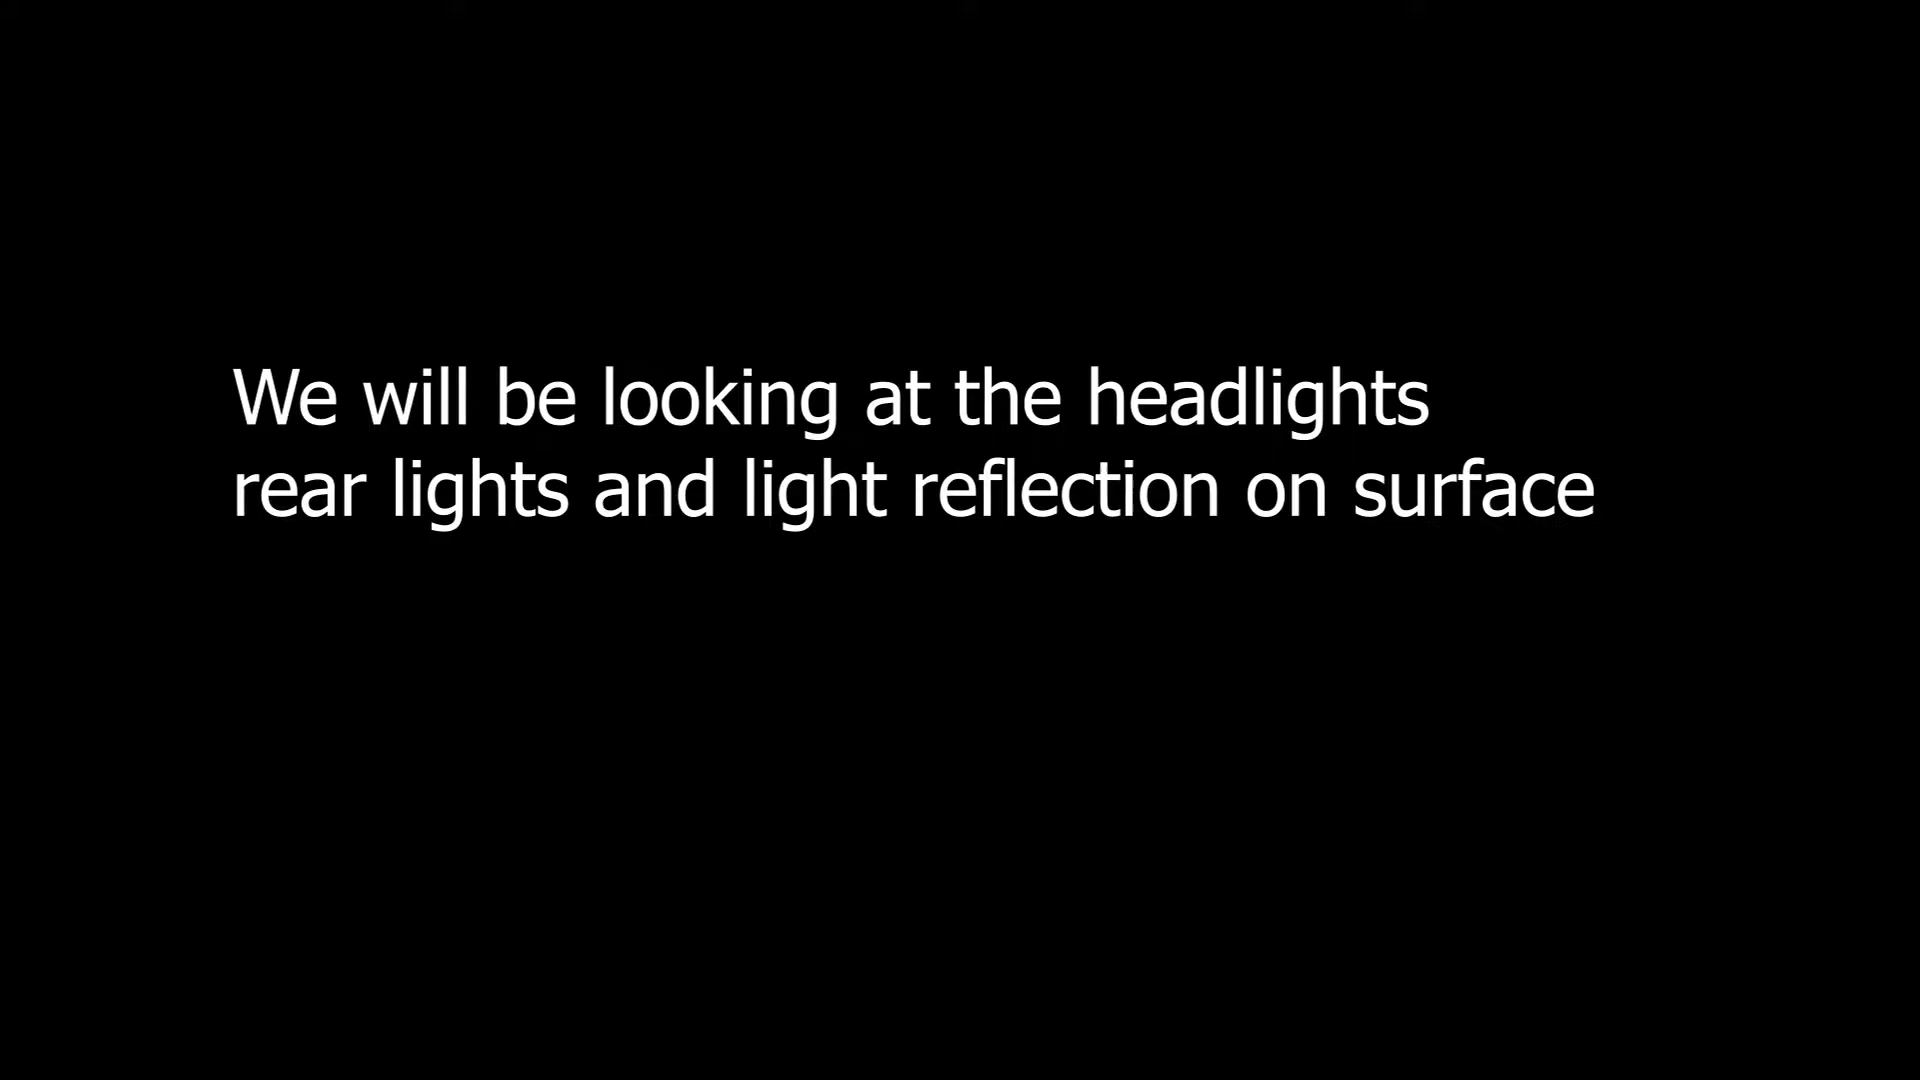 We will be looking at the headlights
rear lights and light reflection on surface